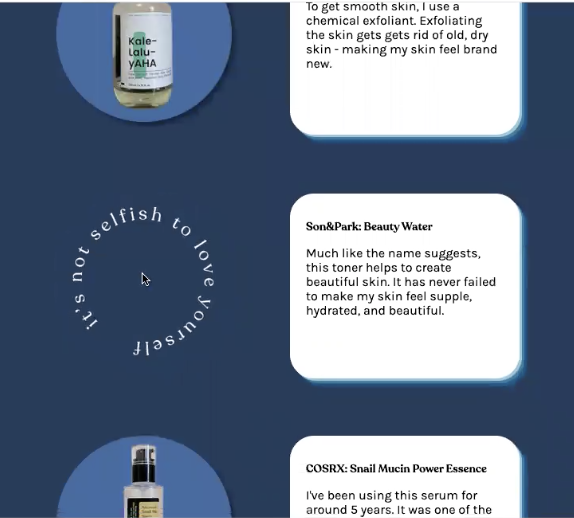 To get smooth skin, I use a
chemical exfoliant. Exfoliating
the skin gets gets rid of old, dry
skin - making my skin feel brand
new.
Kale-
Lalu-
yAHA
it's not selfish to love yourself
Son&Park: Beauty Water
Much like the name suggests,
this toner helps to create
beautiful skin. It has never failed
to make my skin feel supple,
hydrated, and beautiful.
COSRX: Snail Mucin Power Essence
I've been using this serum for
around 5 years. It was one of the